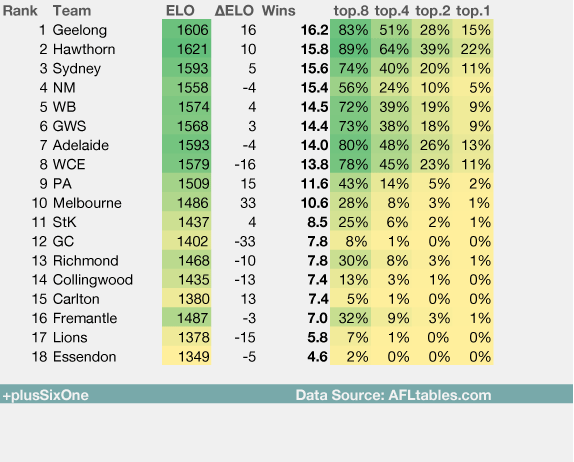 Rank Team ELO ΔELO Wins top.8 top.4 top.2 top.1
1 Geelong 1606 16 16.2 83% 51% 28% 15%
2 Hawthorn 1621 10 15.8 89% 64% 39% 22%
3 Sydney 1593 5 15.6 74% 40% 20% 11%
4 NM 1558 -4 15.4 56% 24% 10% 5%
5 WB 1574 4 14.5 72% 39% 19% 9%
6 GWS 1568 3 14.4 73% 38% 18% 9%
7 Adelaide 1593 -4 14.0 80% 48% 26% 13%
8 WCE 1579 -16 13.8 78% 45% 23% 11%
9 PA 1509 15 11.6 43% 14% 5% 2%
10 Melbourne 1486 33 10.6 28% 8% 3% 1%
11 StK 1437 4 8.5 25% 6% 2% 1%
12 GC 1402 -33 7.8 8% 1% 0% 0%
13 Richmond 1468 -10 7.8 30% 8% 3% 1%
14 Collingwood 1435 -13 7.4 13% 3% 1% 0%
15 Carlton 1380 13 7.4 5% 1% 0% 0%
16 Fremantle 1487 -3 7.0 32% 9% 3% 1%
17 Lions 1378 -15 5.8 7% 1% 0% 0%
18 Essendon 1349 -5 4.6 2% 0% 0% 0%
+plusSixOne Data Source: AFLtables.com